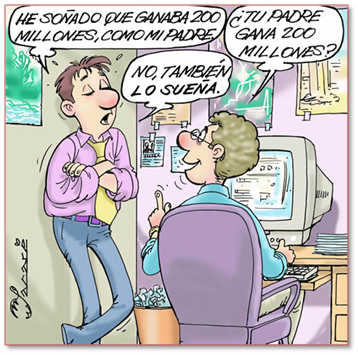 HE SOÑADO QUE GANABA 200
MILLONES, COMO MI PADRE
¿TU PADRE
GANA 200
MILLONES?
NO, TAMBIÉN
LO SUEÑA.